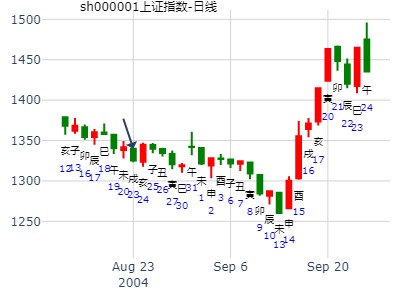 sh000001上证指数-日线
1500
1450
1400
1350
1300
1250
亥 子 卯 辰 巳 午 未 戌 亥 子 丑 寅 巳 午 未 申 酉 子 丑 寅 卯 辰 未 申 酉 戌 亥 寅 卯 辰 巳 午
12 13 16 17 18 19 20 23 24 25 26 27 30 31 1 2 3 6 7 8 9 10 13 14 15 16 17 20 21 22 23 24
Aug 23 Sep 6 Sep 20
2004